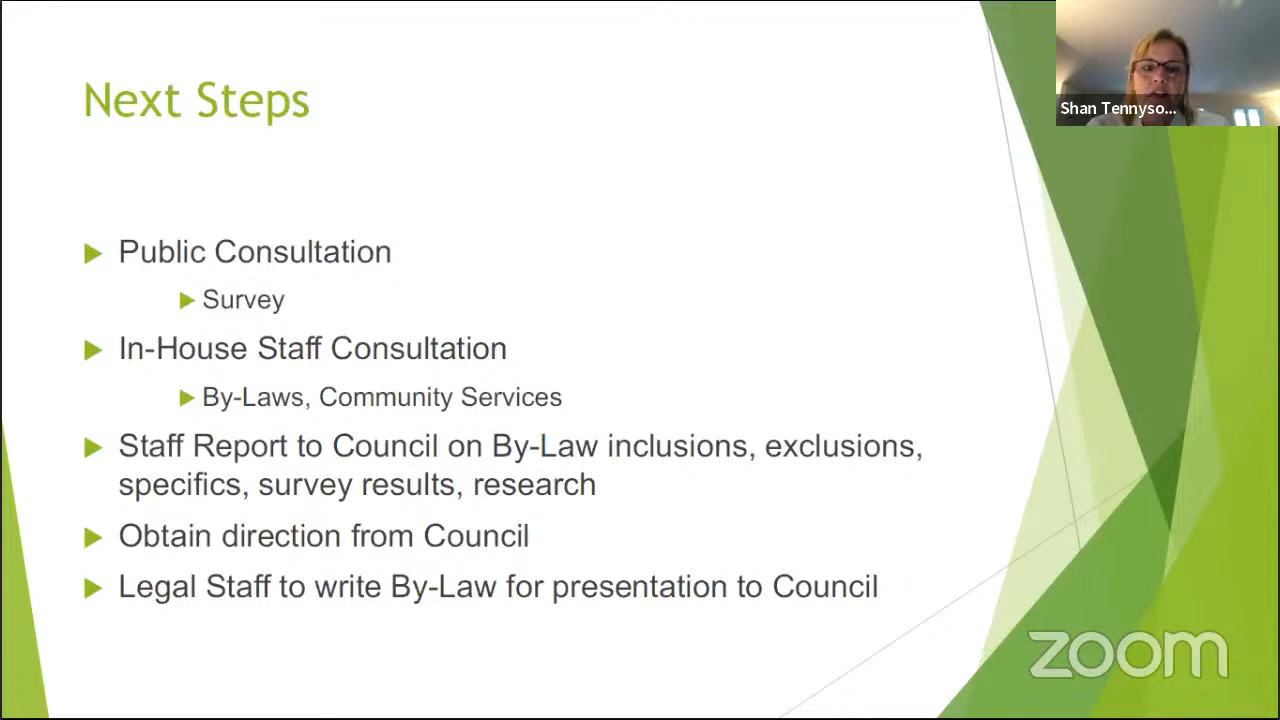 Next Steps
Shan Tennyso...
Public Consultation
Survey
In-House Staff Consultation
By-Laws, Community Services
Staff Report to Council on By-Law inclusions, exclusions,
specifics, survey results, research
Obtain direction from Council
Legal Staff to write By-Law for presentation to Council
zoom